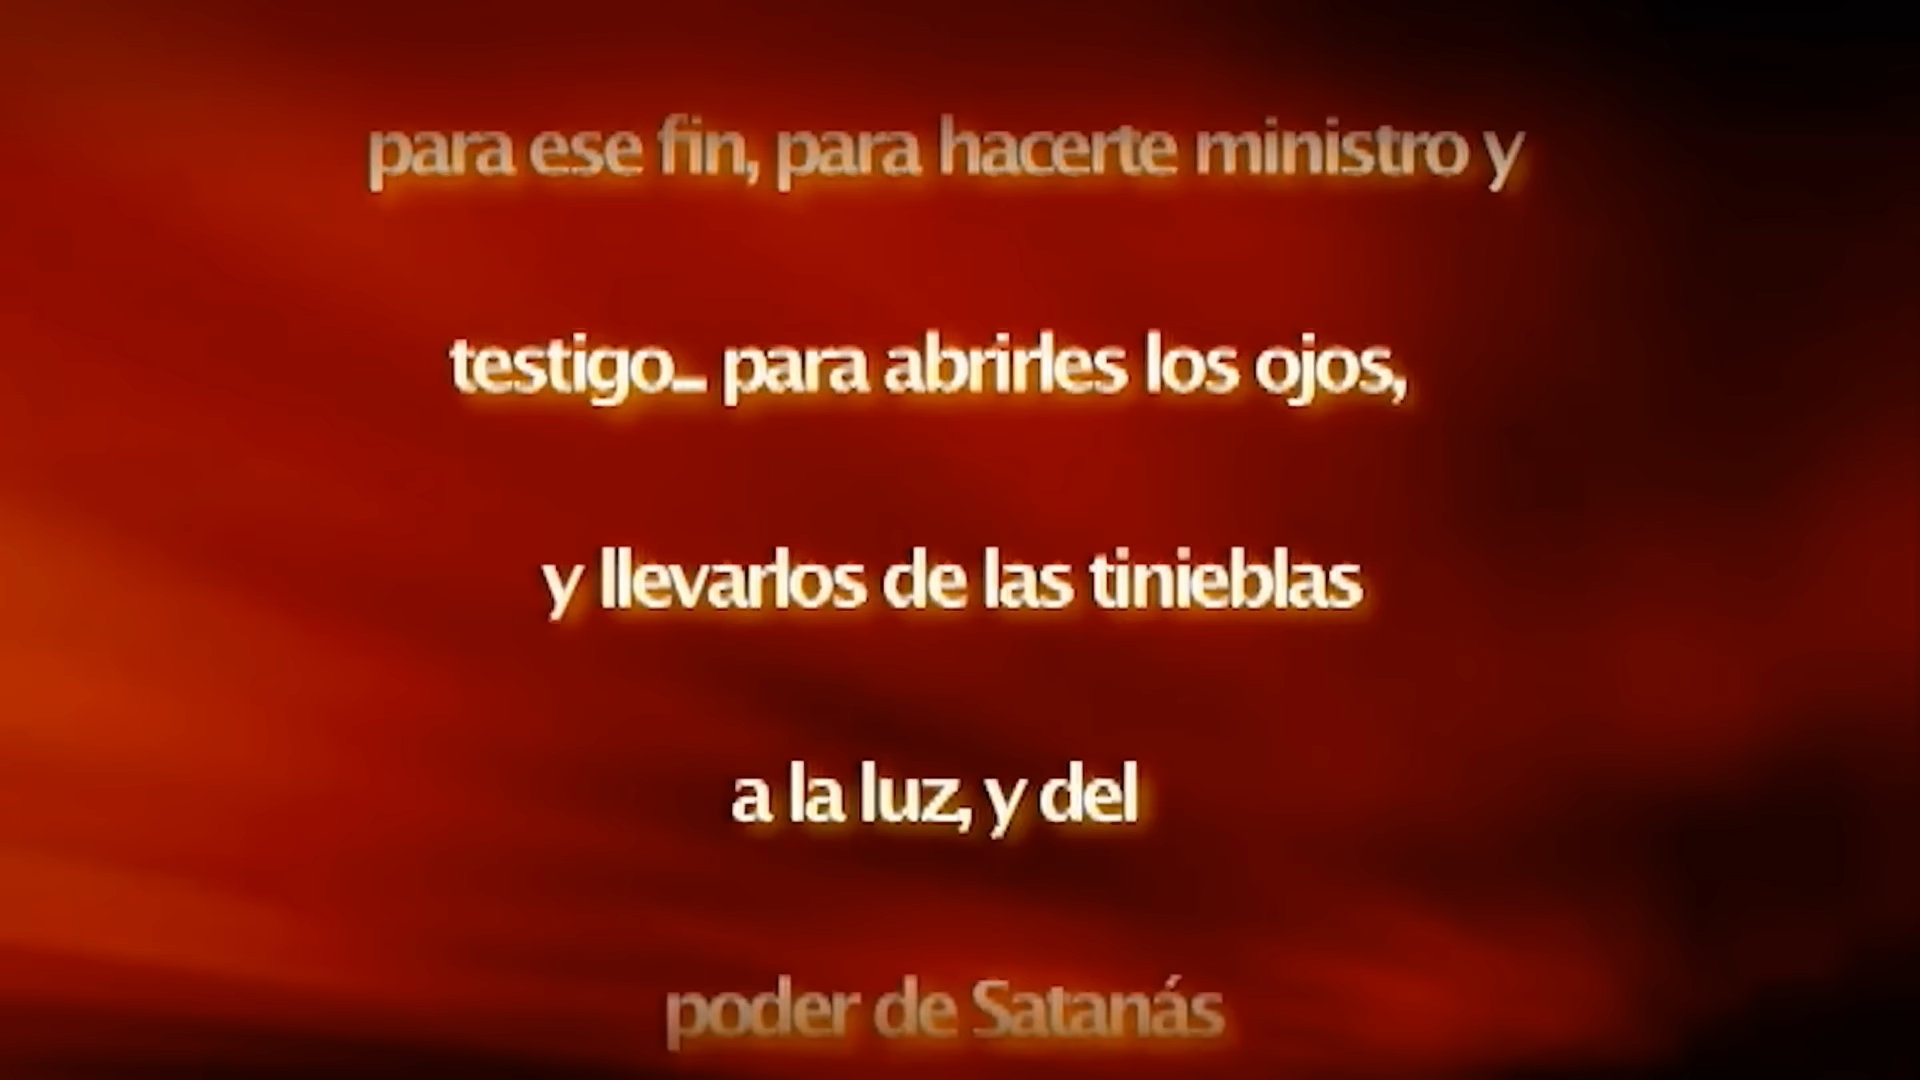 para ese fin, para hacerte ministro y
testigo... para abrirles los ojos,
y llevarlos de las tinieblas
a la luz, y del
poder de Satanás